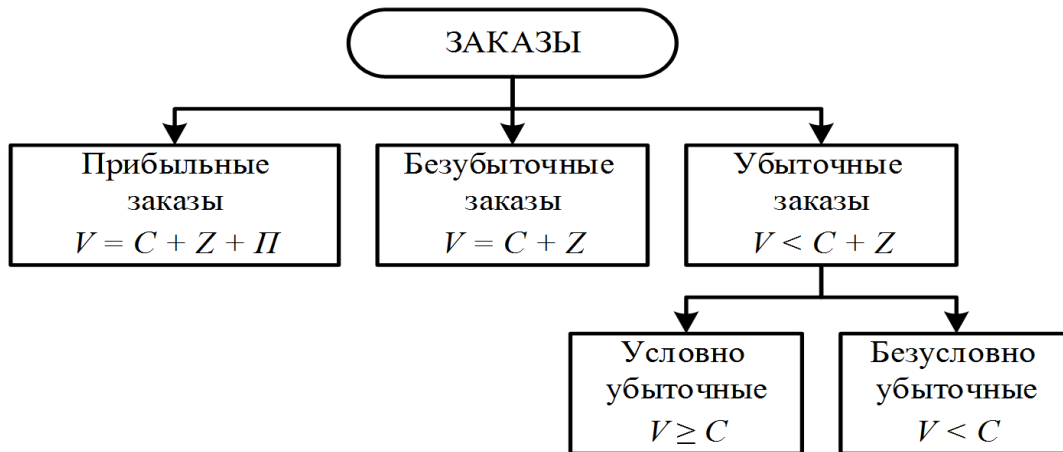 ЗАКАЗЫ
Прибыльные
заказы
V = C + Z + П
Безубыточные
заказы
V = C + Z
Убыточные
заказы
V < C + Z
Условно
убыточные
V ≥ C
Безусловно
убыточные
V < C